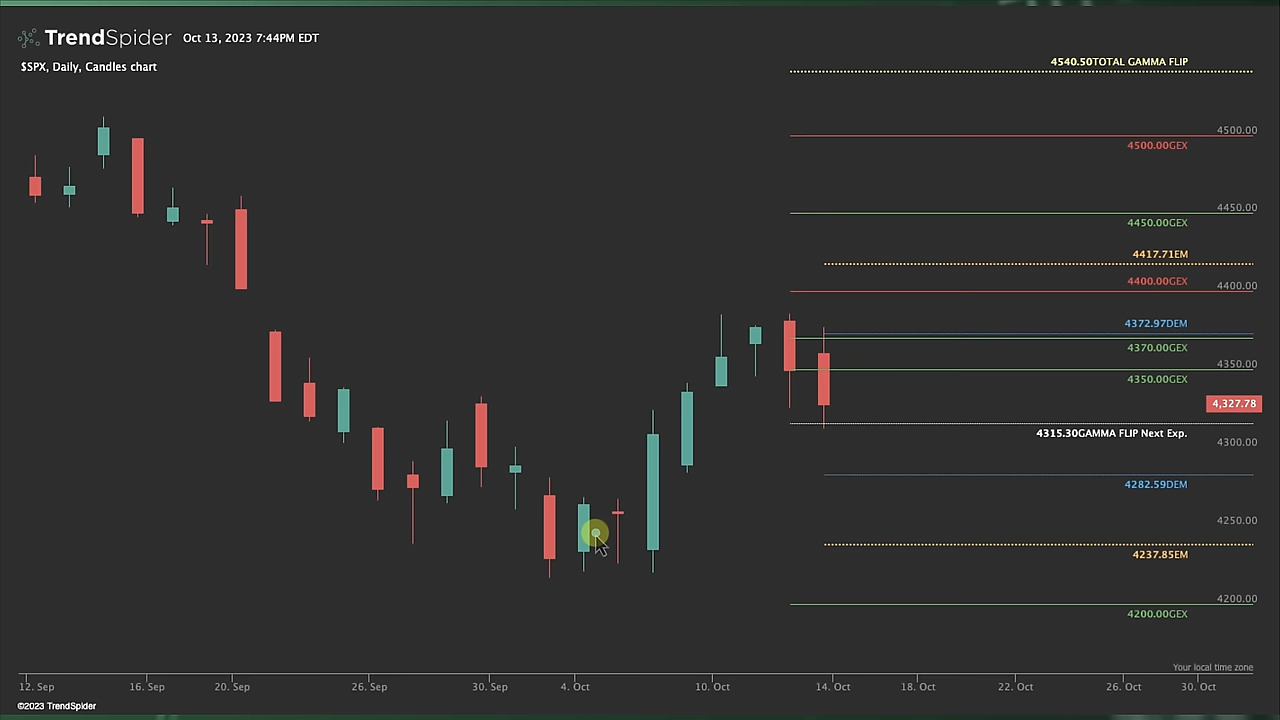 TrendSpider Oct 13, 2023 7:44PM EDT
$SPX, Daily, Candles chart
4540.50TOTAL GAMMA FLIP
4500.00
4500.00GEX
4450.00
4450.00GEX
4417.71EM
4400.00GEX
4400.00
4372.97DEM
4370.00GEX
4350.00
4350.00GEX
4,327.78
4315.30GAMMA FLIP Next Exp.
4300.00
4282.59DEM
4250.00
4237.85EM
4200.00
4200.00GEX
Your local time zone
12. Sep 16. Sep 20. Sep 26. Sep 30. Sep 4. Oct 10. Oct 14. Oct 18. Oct 22. Oct 26. Oct 30. Oct
©2023 TrendSpider